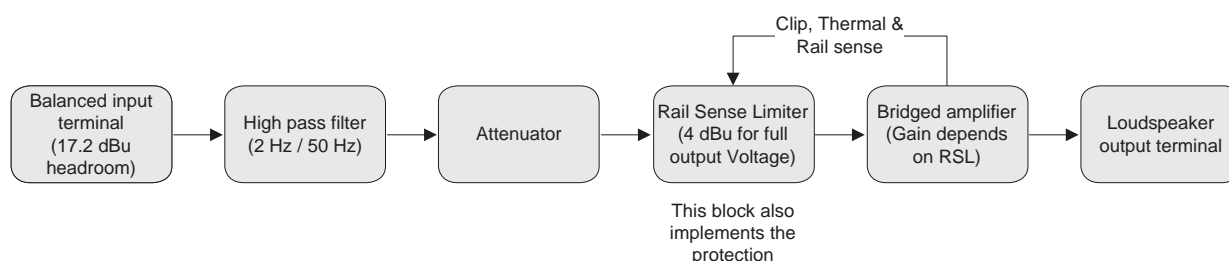 Clip, Thermal &
Rail sense
Balanced input
terminal
(17.2 dBu
headroom)
High pass filter
(2 Hz / 50 Hz)
Attenuator
Rail Sense Limiter
(4 dBu for full
output Voltage)
Bridged amplifier
(Gain depends
on RSL)
Loudspeaker
output terminal
This block also
implements the
protection